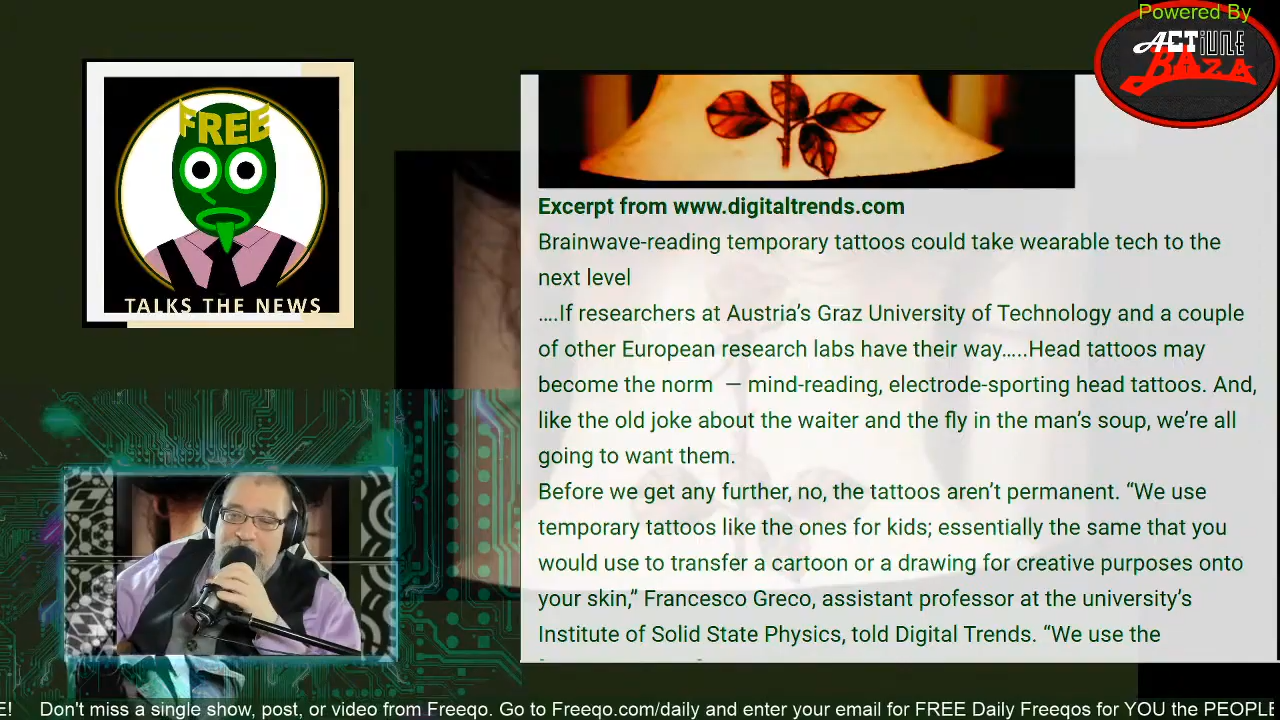 Powered By
ACTiUNE
BAZA
FREE
TALKS THE NEWS
Excerpt from www.digitaltrends.com
Brainwave-reading temporary tattoos could take wearable tech to the
next level
….If researchers at Austria’s Graz University of Technology and a couple
of other European research labs have their way…..Head tattoos may
become the norm  — mind-reading, electrode-sporting head tattoos. And,
like the old joke about the waiter and the fly in the man’s soup, we’re all
going to want them.
Before we get any further, no, the tattoos aren’t permanent. “We use
temporary tattoos like the ones for kids; essentially the same that you
would use to transfer a cartoon or a drawing for creative purposes onto
your skin,” Francesco Greco, assistant professor at the university’s
Institute of Solid State Physics, told Digital Trends. “We use the
E!     Don't miss a single show, post, or video from Freeqo. Go to Freeqo.com/daily and enter your email for FREE Daily Freeqos for YOU the PEOPLE